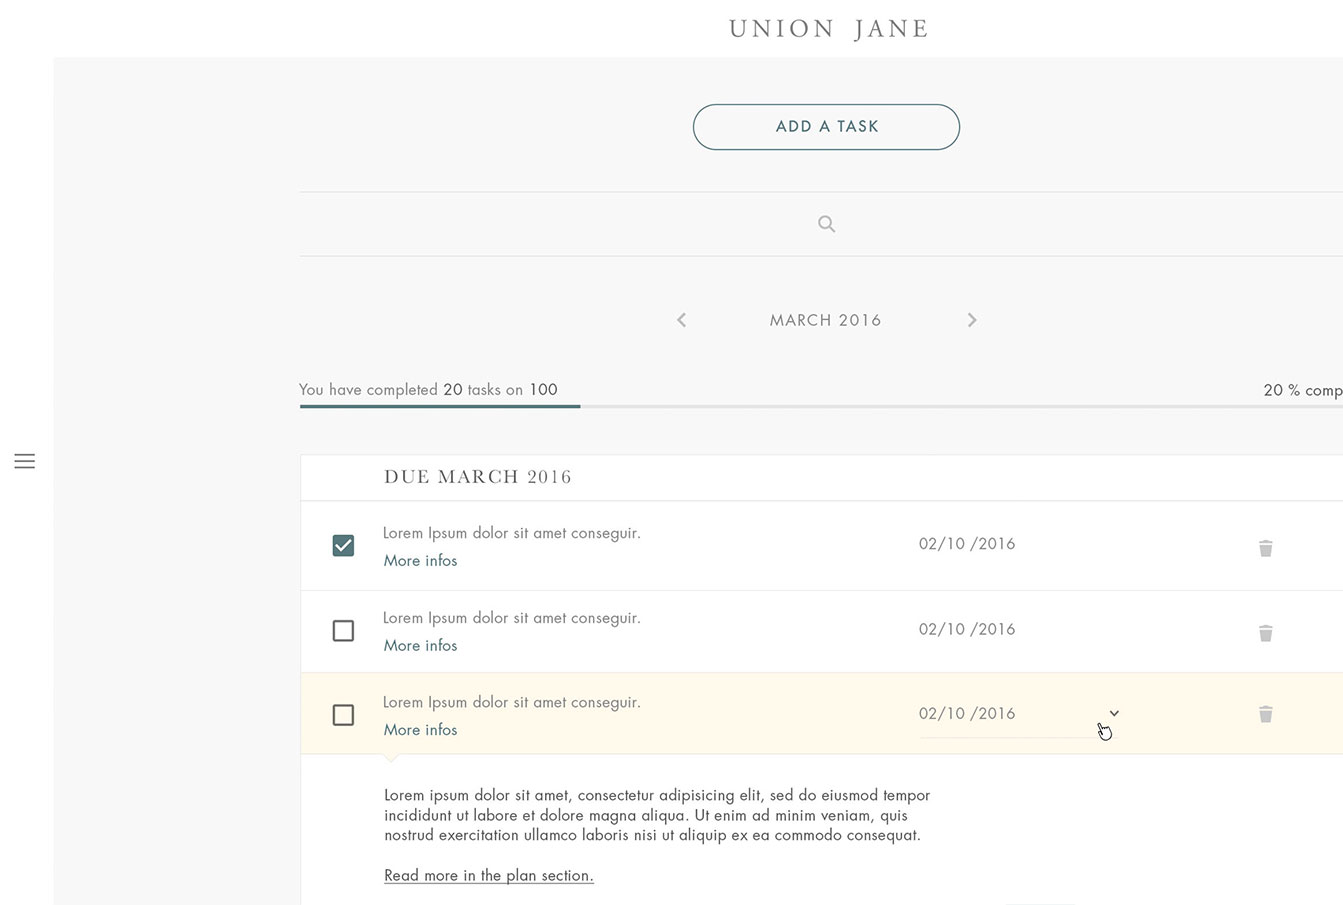 UNION JANE
ADD A TASK
MARCH 2016
You have completed 20 tasks on 100
20 % comp
DUE MARCH 2016
Lorem Ipsum dolor sit amet conseguir.
02/10 /2016
More infos
Lorem Ipsum dolor sit amet conseguir.
02/10 /2016
More infos
Lorem Ipsum dolor sit amet conseguir.
02/10 /2016
More infos
Lorem ipsum dolor sit amet, consectetur adipisicing elit, sed do eiusmod tempor
incididunt ut labore et dolore magna aliqua. Ut enim ad minim veniam, quis
nostrud exercitation ullamco laboris nisi ut aliquip ex ea commodo consequat.
Read more in the plan section.